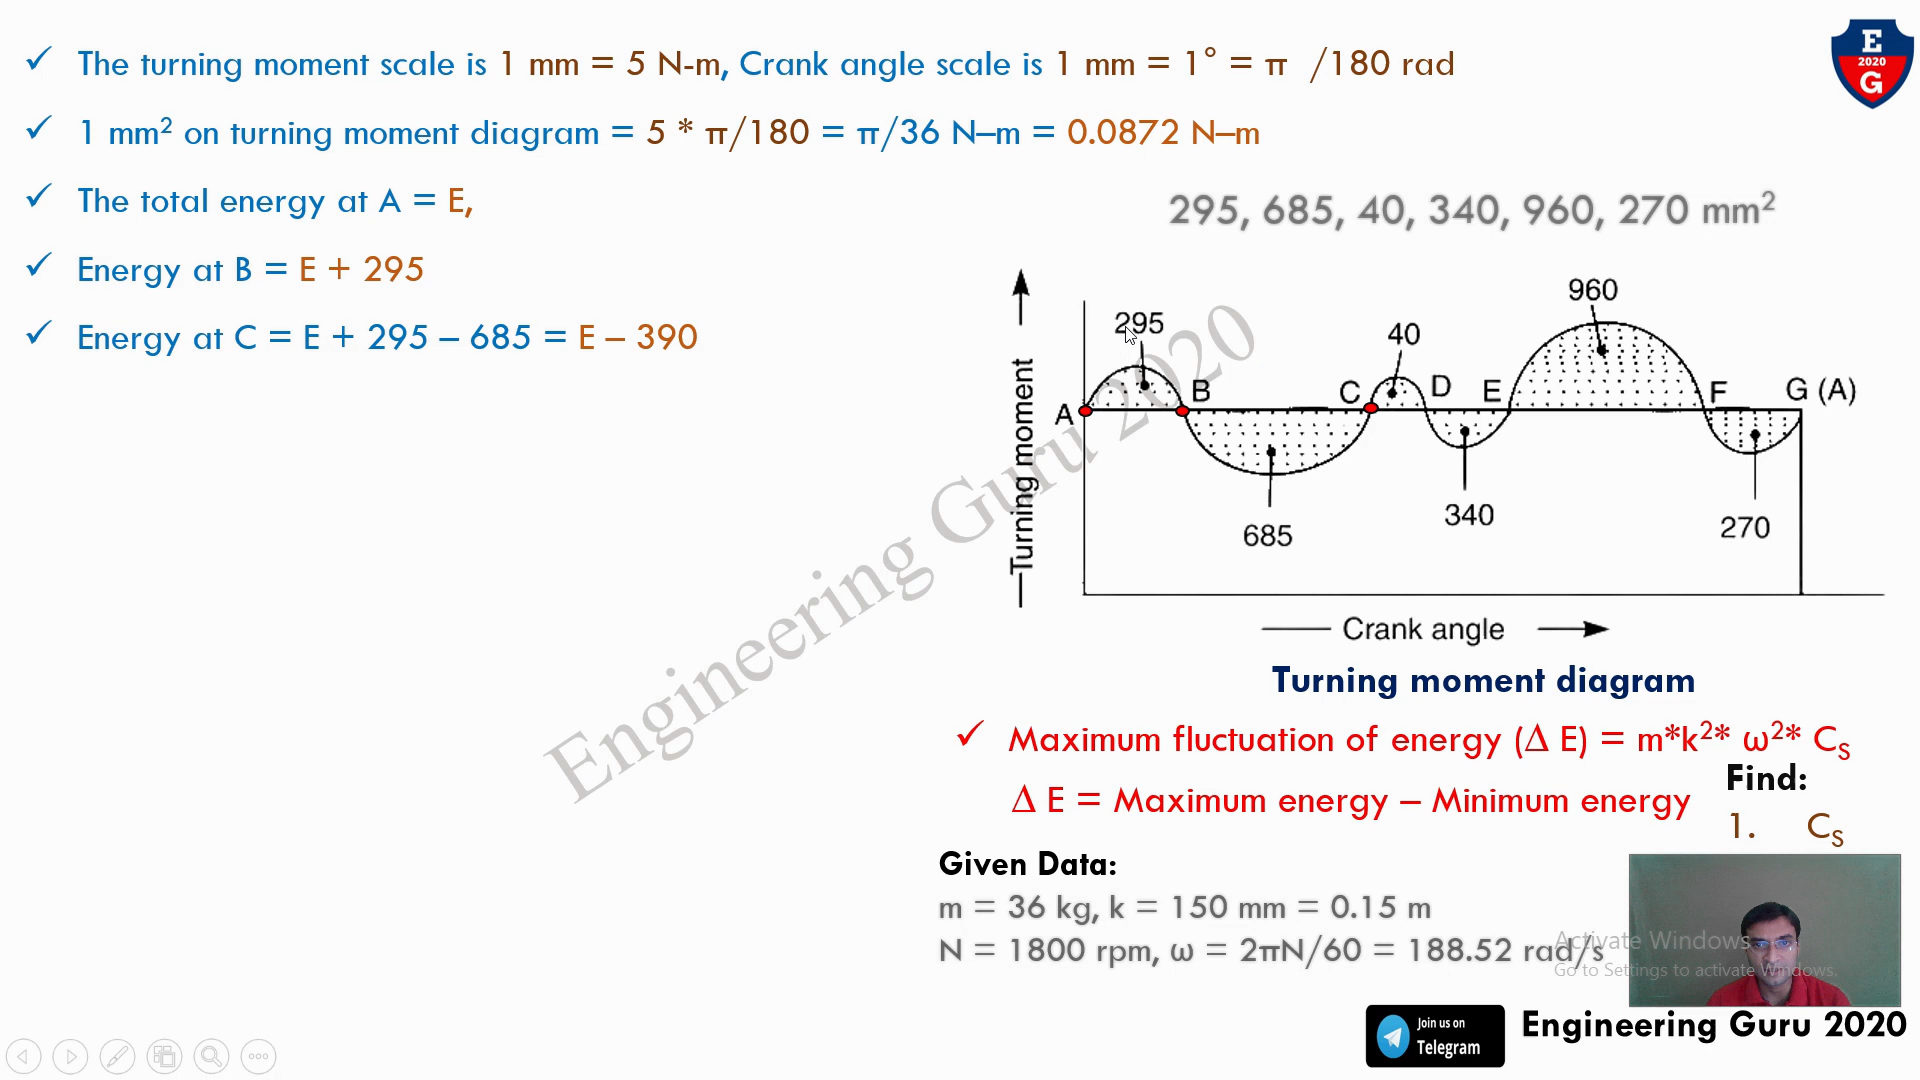 ✓ The turning moment scale is 1 mm = 5 N-m, Crank angle scale is 1 mm = 1° = π /180 rad
✓ 1 mm² on turning moment diagram = 5 * π/180 = π/36 N–m = 0.0872 N–m
✓ The total energy at A = E,
✓ Energy at B = E + 295
✓ Energy at C = E + 295 – 685 = E – 390
E
2020
G
295, 685, 40, 340, 960, 270 mm²
960
295
40
A
B
C
D
E
F
G (A)
685
340
270
Turning moment
Crank angle
Turning moment diagram
Engineering Guru 2020
✓ Maximum fluctuation of energy (Δ E) = m*k²* ω²* C_S
Δ E = Maximum energy – Minimum energy
Find:
1. C_S
Given Data:
m = 36 kg, k = 150 mm = 0.15 m
N = 1800 rpm, ω = 2πN/60 = 188.52 rad/s
Activate Windows
Go to Settings to activate Windows.
Join us on
Telegram
Engineering Guru 2020